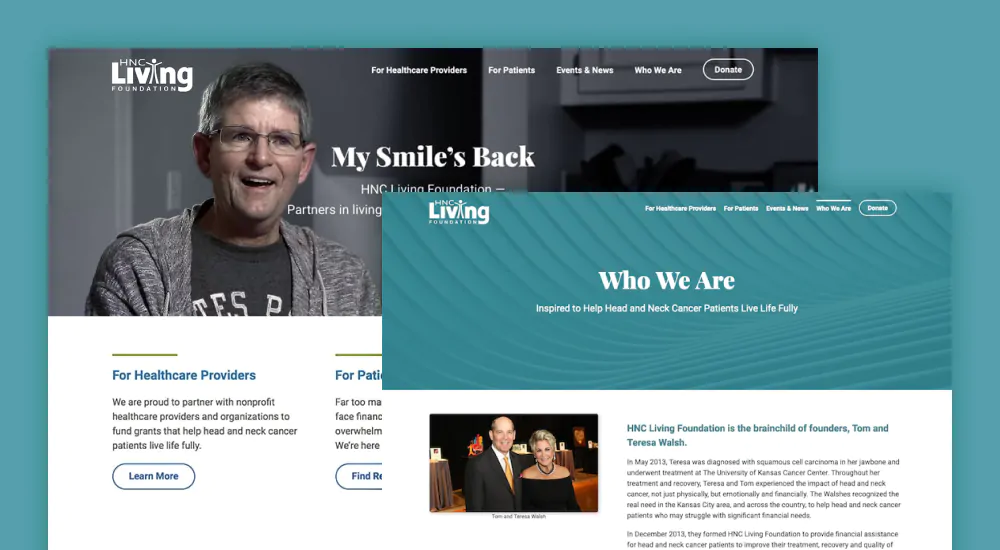 HNC
Living
FOUNDATION
For Healthcare Providers
For Patients
Events & News
Who We Are
Donate
My Smile's Back
HNC Living Foundation —
Partners in living
TES P
For Healthcare Providers
We are proud to partner with nonprofit
healthcare providers and organizations to
fund grants that help head and neck cancer
patients live life fully.
Learn More
For Pati
Far too ma
face financ
overwhelm
We're here
Find Re
HNC
Living
FOUNDATION
For Healthcare Providers
For Patients
Events & News
Who We Are
Donate
Who We Are
Inspired to Help Head and Neck Cancer Patients Live Life Fully
Tom and Teresa Walsh
HNC Living Foundation is the brainchild of founders, Tom and
Teresa Walsh.
In May 2013, Teresa was diagnosed with squamous cell carcinoma in her jawbone and
underwent treatment at The University of Kansas Cancer Center. Throughout her
treatment and recovery, Teresa and Tom experienced the impact of head and neck
cancer, not just physically, but emotionally and financially. The Walshes recognized the
real need in the Kansas City area, and across the country, to help head and neck cancer
patients who may struggle with significant financial needs.
In December 2013, they formed HNC Living Foundation to provide financial assistance
for head and neck cancer patients to improve their treatment, recovery and quality of